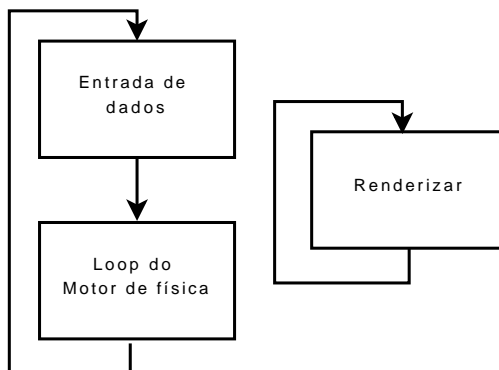 Entrada de
dados
Loop do
Motor de física
Renderizar